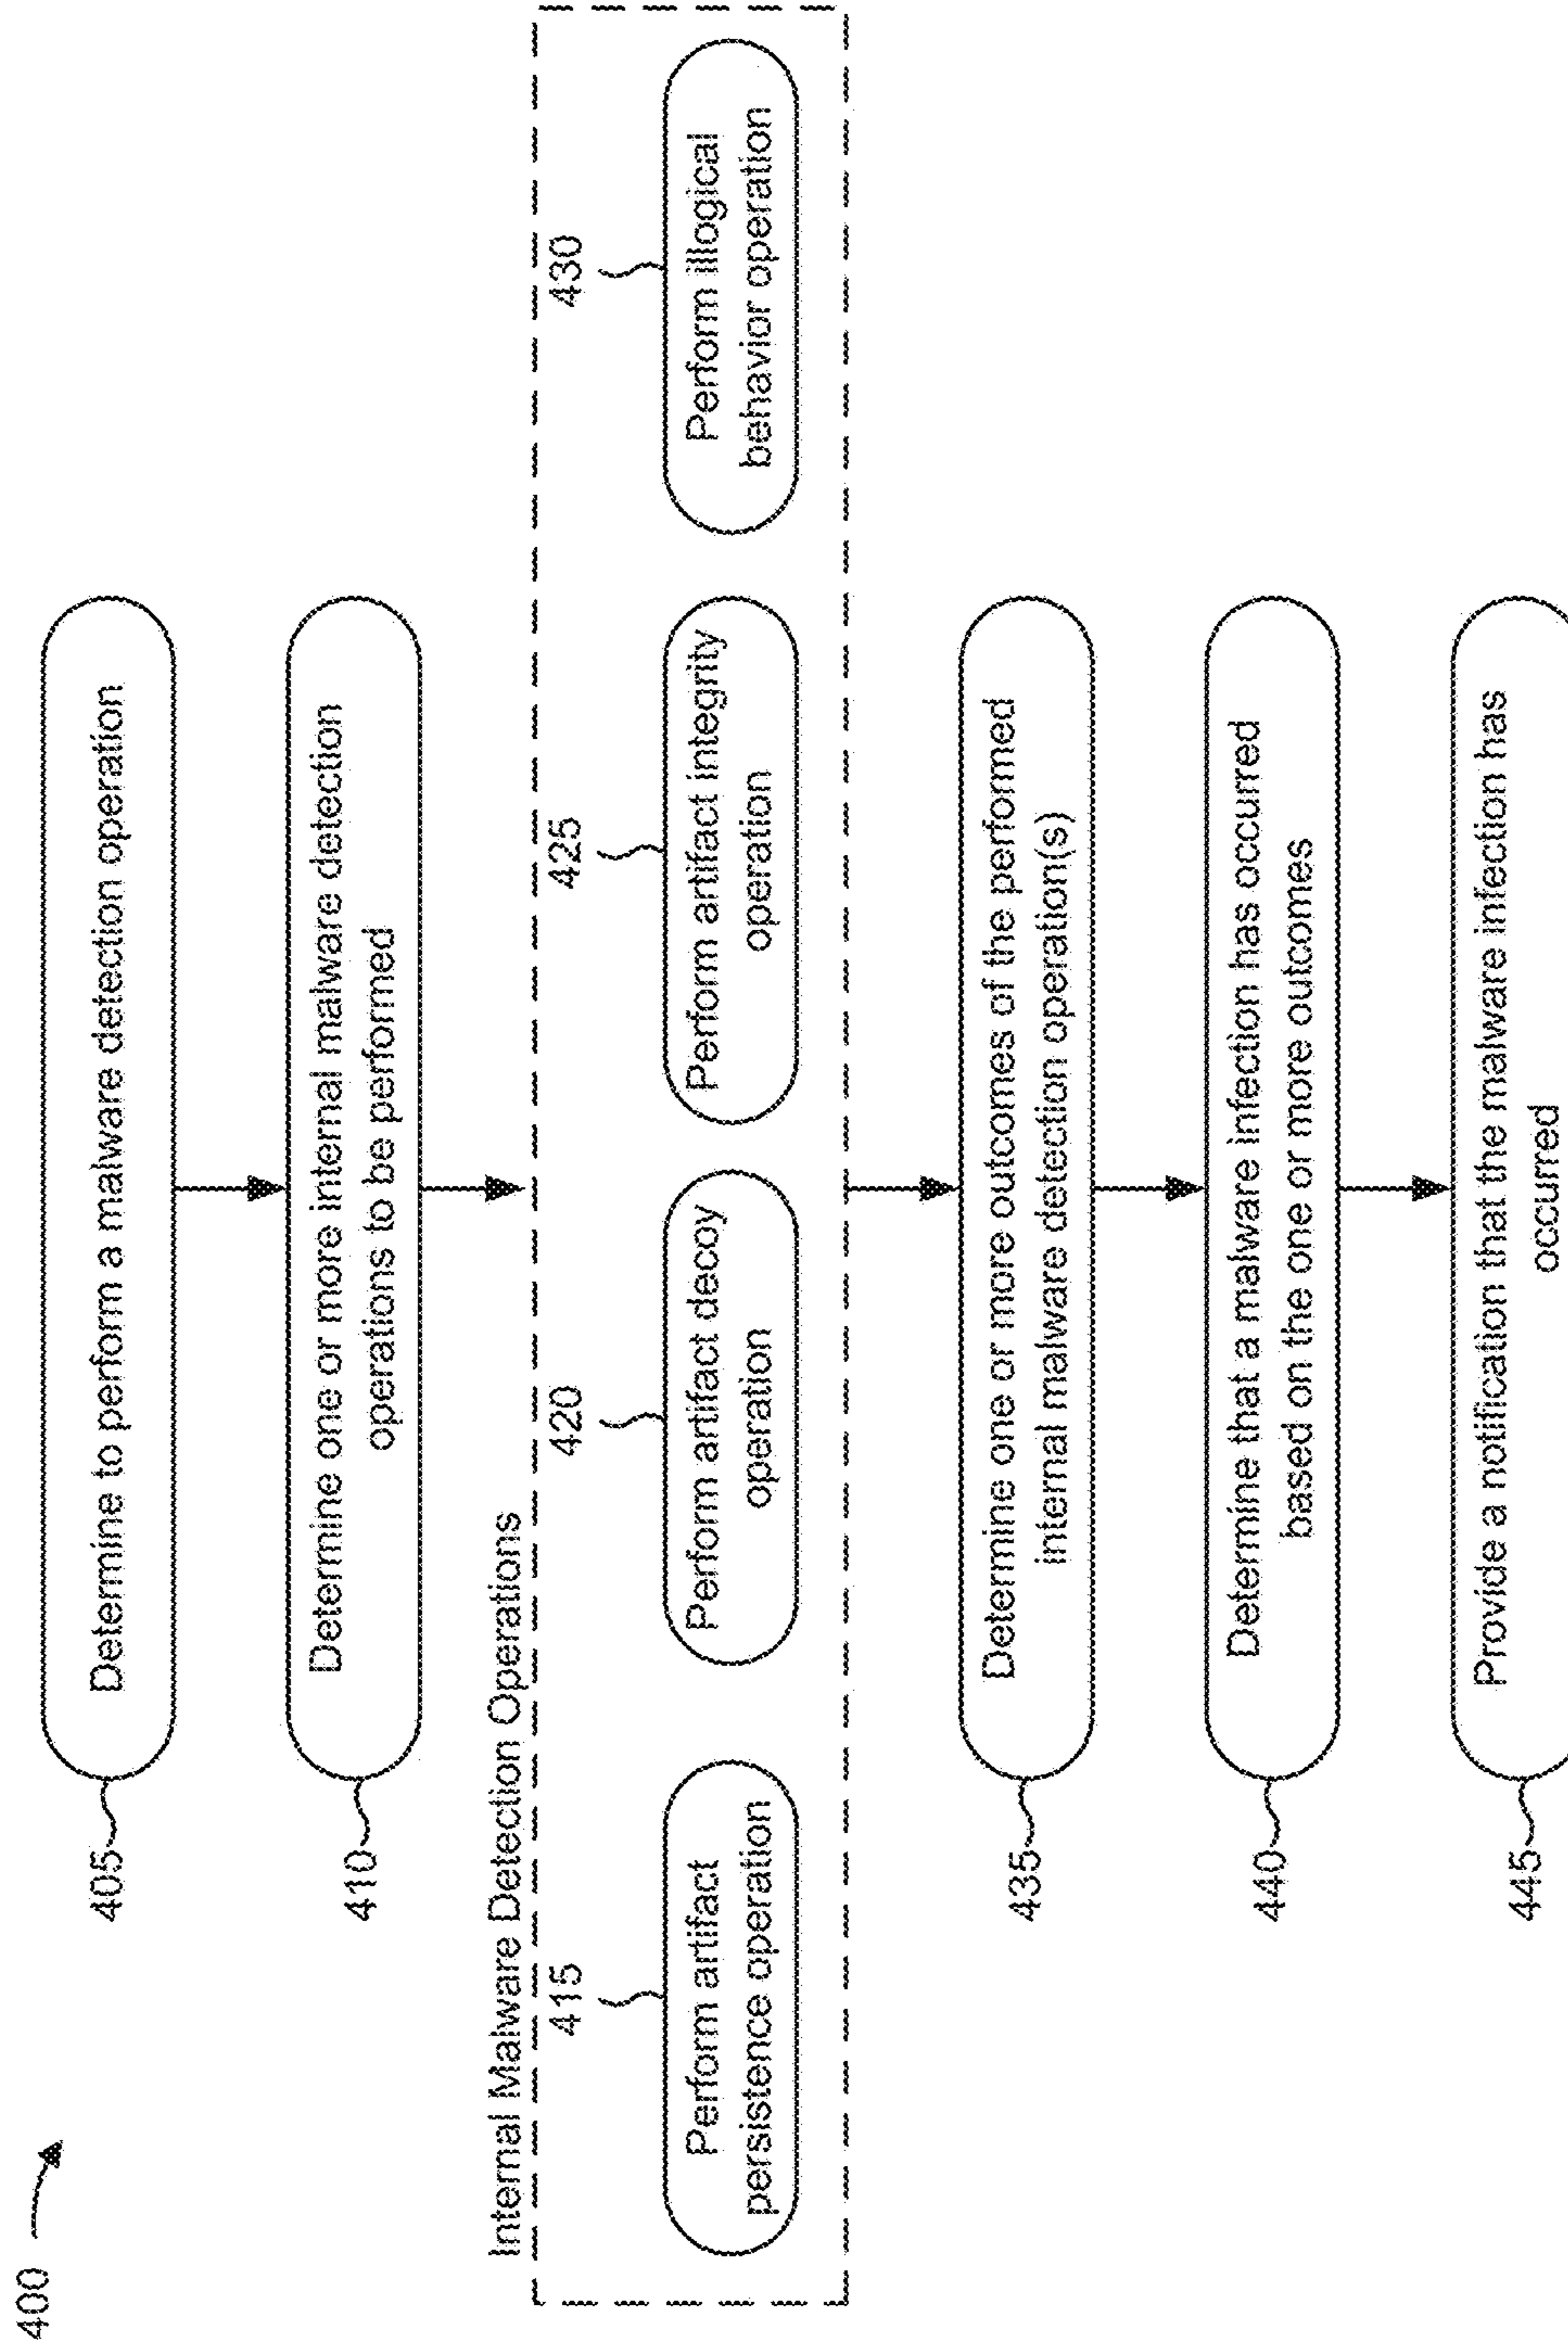 400
405
Determine to perform a malware detection operation
410
Determine one or more internal malware detection
operations to be performed
Internal Malware Detection Operations
415
Perform artifact
persistence operation
420
Perform artifact decoy
operation
425
Perform artifact integrity
operation
430
Perform illogical
behavior operation
435
Determine one or more outcomes of the performed
internal malware detection operation(s)
440
Determine that a malware infection has occurred
based on the one or more outcomes
445
Provide a notification that the malware infection has
occurred